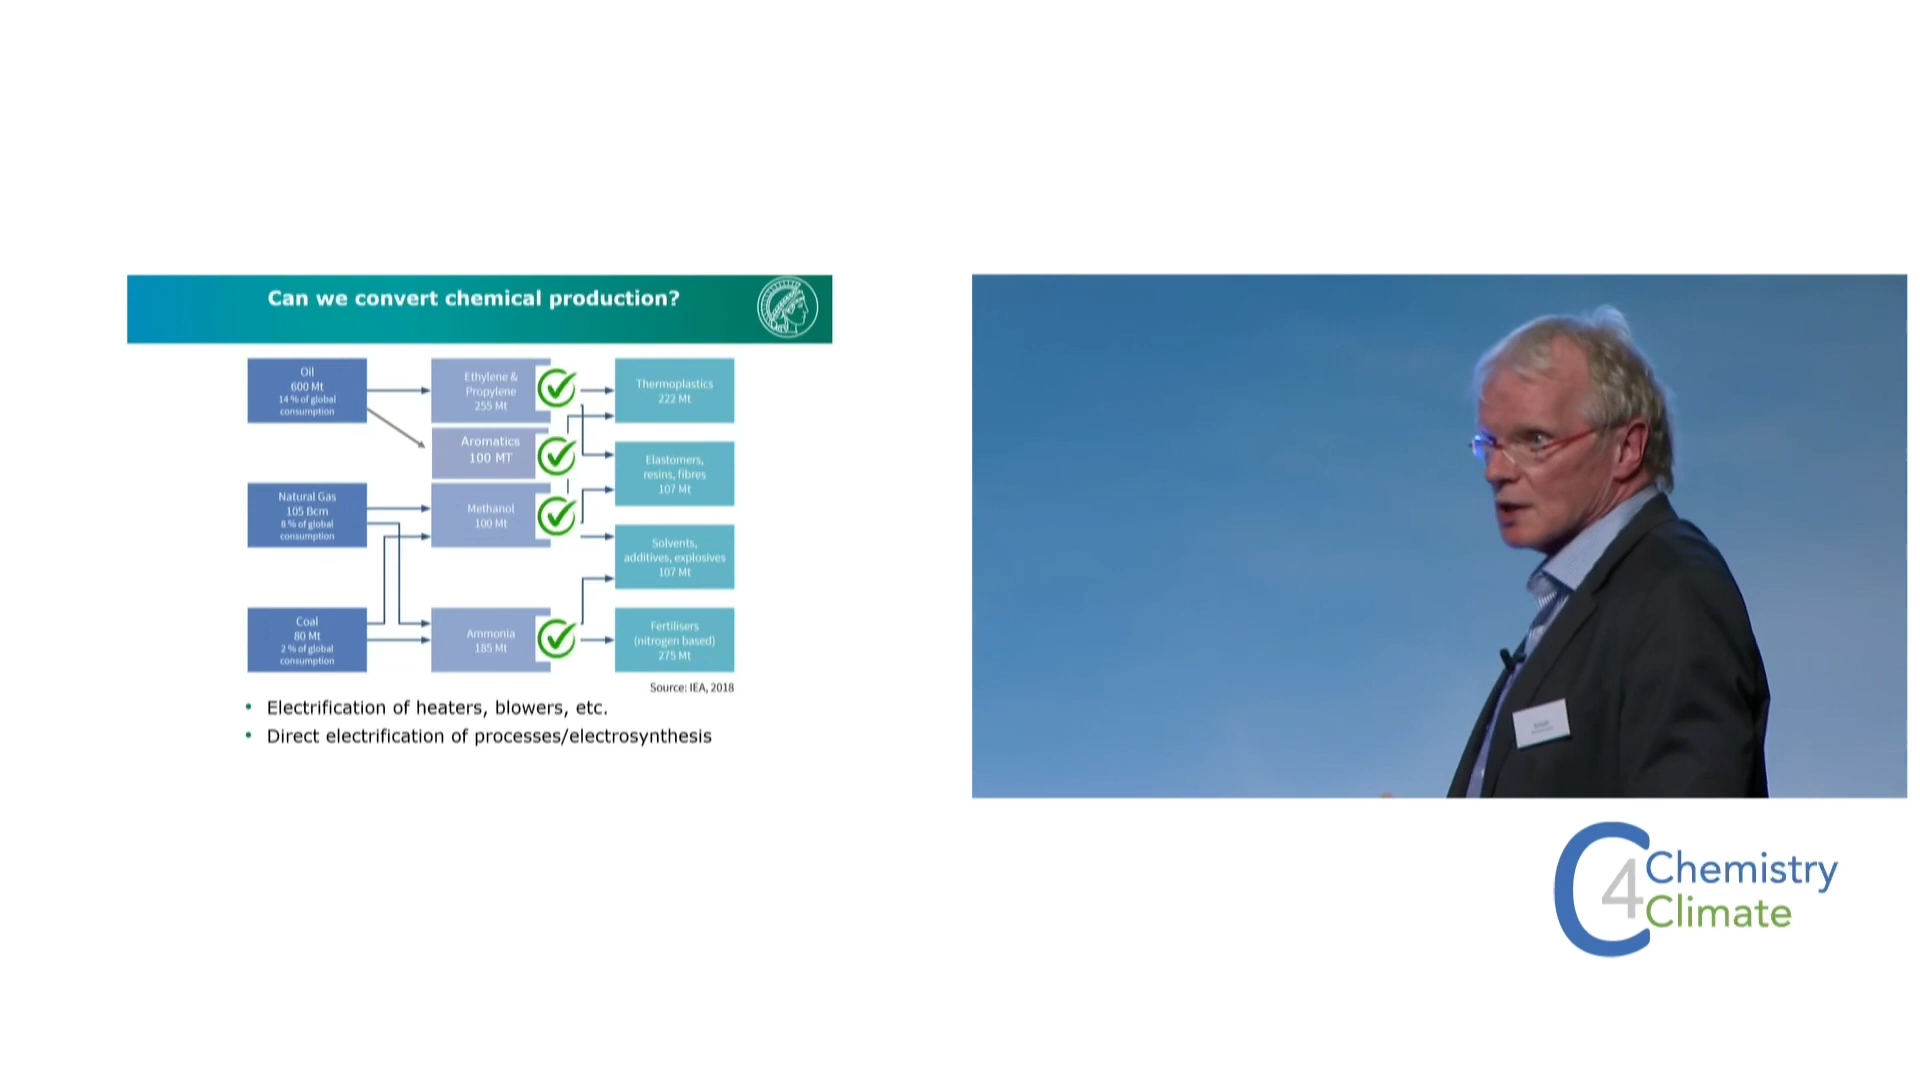 Can we convert chemical production?
Oil
600 Mt
14 % of global
consumption
Ethylene &
Propylene
255 Mt
Thermoplastics
222 Mt
Aromatics
100 MT
Elastomers,
resins, fibres
107 Mt
Natural Gas
105 Bcm
8 % of global
consumption
Methanol
100 Mt
Solvents,
additives, explosives
107 Mt
Coal
80 Mt
2 % of global
consumption
Ammonia
185 Mt
Fertilisers
(nitrogen based)
275 Mt
Source: IEA, 2018
• Electrification of heaters, blowers, etc.
• Direct electrification of processes/electrosynthesis
C4
Chemistry
Climate